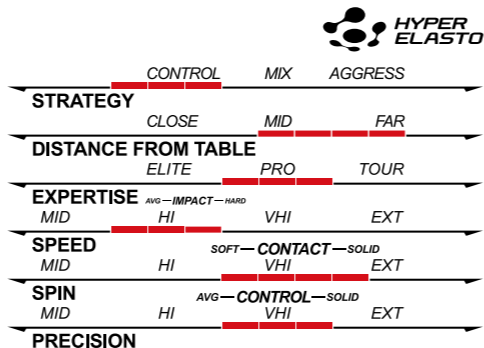 HYPER
ELASTO
CONTROL MIX AGGRESS
STRATEGY
CLOSE MID FAR
DISTANCE FROM TABLE
ELITE PRO TOUR
EXPERTISE AVG—IMPACT—HARD
MID HI VHI EXT
SPEED SOFT—CONTACT—SOLID
MID HI VHI EXT
SPIN AVG—CONTROL—SOLID
MID HI VHI EXT
PRECISION